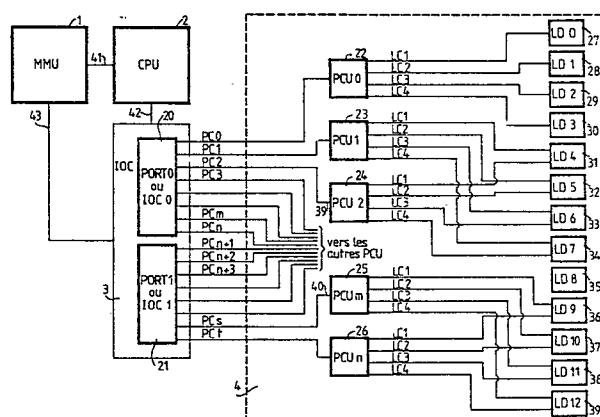 1
MMU
41
2
CPU
43
42
20
3
IOC
PORT0
ou
IOC 0
PORT1
ou
IOC 1
21
PC0
PC1
PC2
PC3
PCm
PCn
PCn+1
PCn+2
PCn+3
PCs
PCt
vers les
autres PCU
39
40
4
22
PCU 0
LC1
LC2
LC3
LC4
23
PCU 1
LC1
LC2
LC3
LC4
24
PCU 2
LC1
LC2
LC3
LC4
25
PCU m
LC1
LC2
LC3
LC4
26
PCU n
LC1
LC2
LC3
LC4
LD 0
27
LD 1
28
LD 2
29
LD 3
30
LD 4
31
LD 5
32
LD 6
33
LD 7
34
LD 8
35
LD 9
36
LD 10
37
LD 11
38
LD 12
39